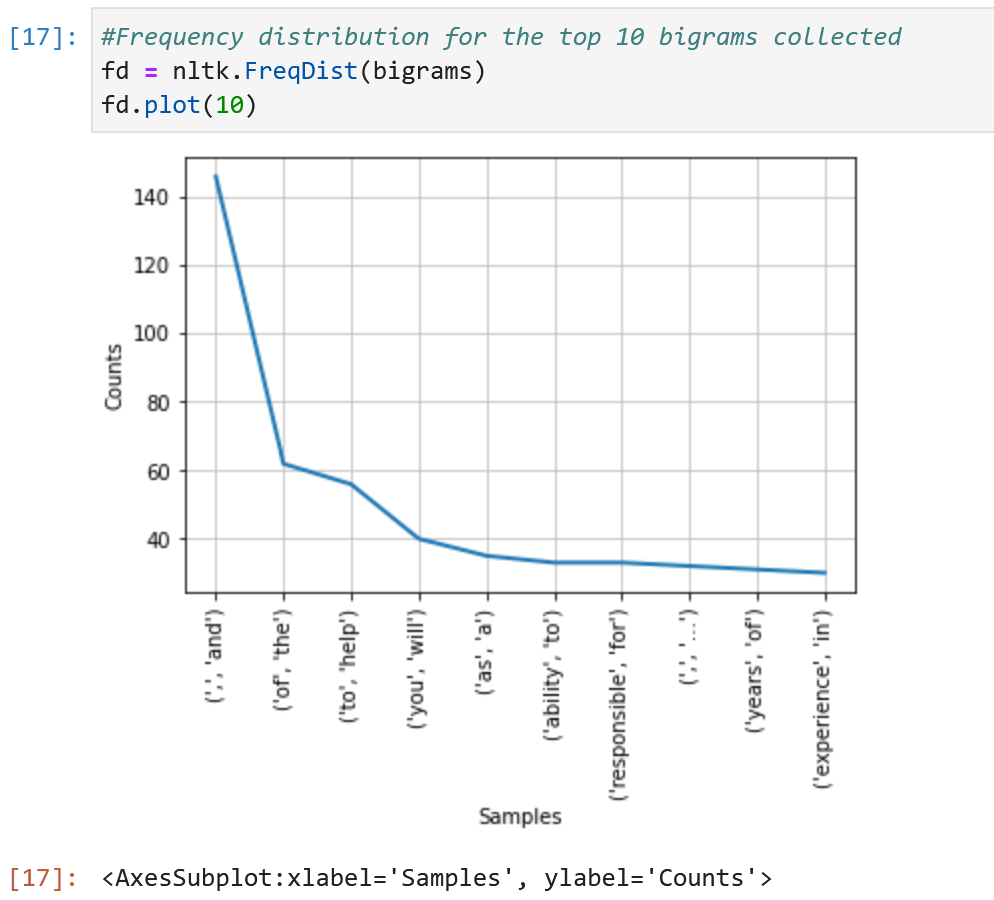 [17]: #Frequency distribution for the top 10 bigrams collected
fd = nltk.FreqDist(bigrams)
fd.plot(10)
140
120
100
80
60
40
Counts
(',', 'and')
('of', 'the')
('to', 'help')
('you', 'will')
('as', 'a')
('ability', 'to')
('responsible', 'for')
(',', '...')
('years', 'of')
('experience', 'in')
Samples
[17]: <AxesSubplot:xlabel='Samples', ylabel='Counts'>